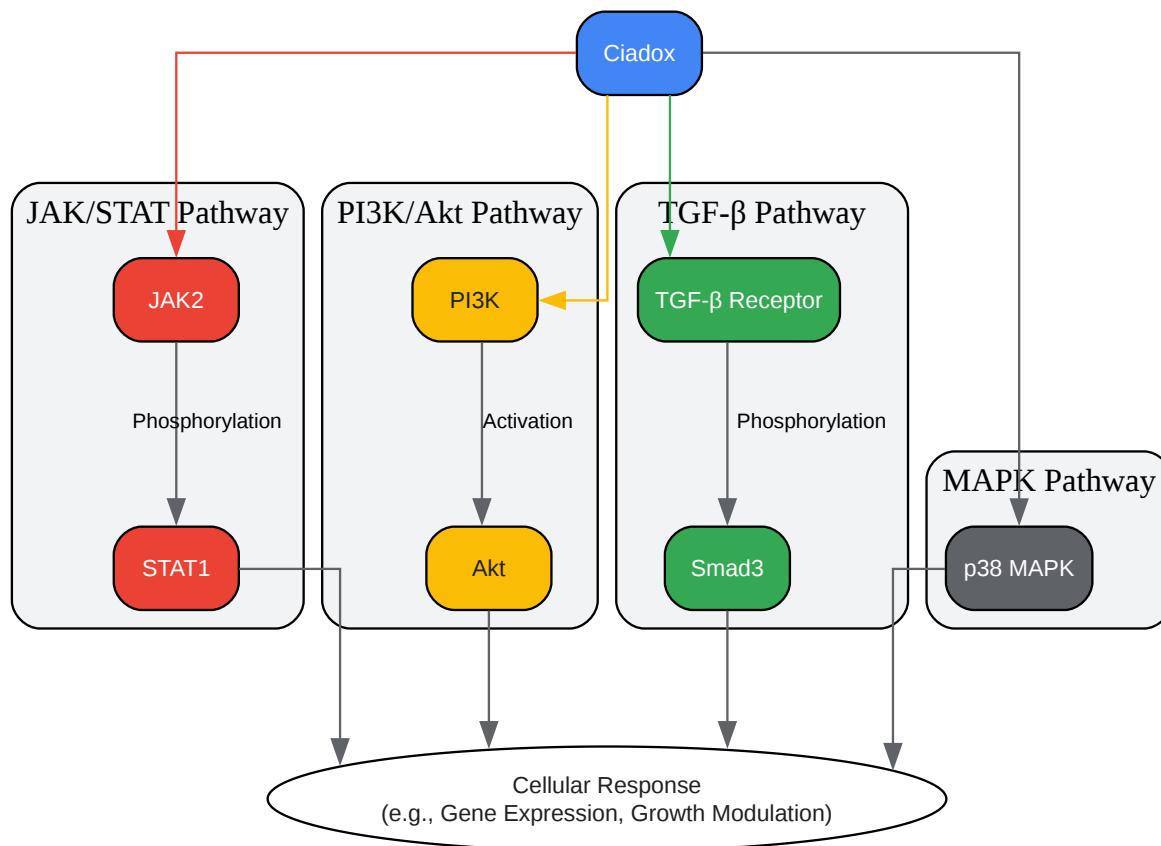 Ciadox
JAK/STAT Pathway
PI3K/Akt Pathway
TGF-β Pathway
JAK2
PI3K
TGF-β Receptor
Phosphorylation
Activation
Phosphorylation
MAPK Pathway
STAT1
Akt
Smad3
p38 MAPK
Cellular Response
(e.g., Gene Expression, Growth Modulation)